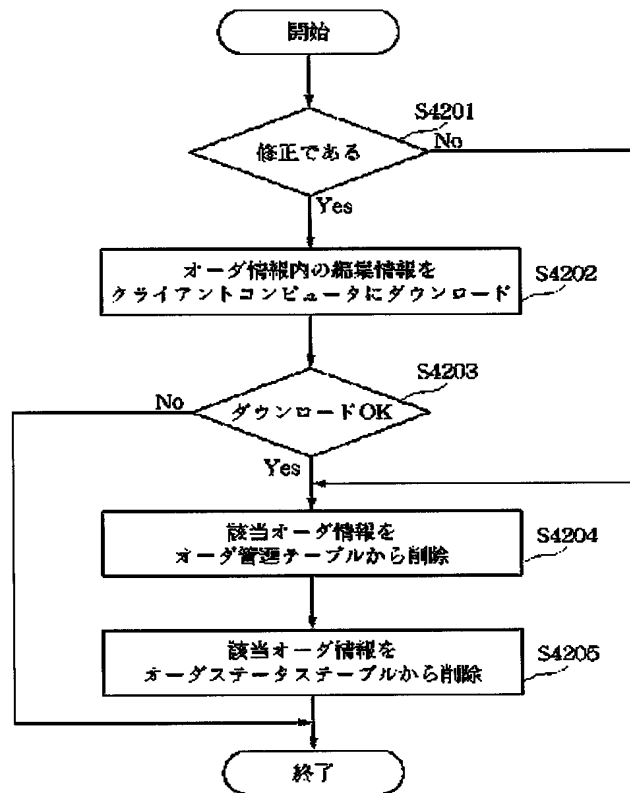 開始
S4201
修正である
No
Yes
オーダ情報内の編集情報を
クライアントコンピュータにダウンロード
S4202
S4203
No
ダウンロードOK
Yes
該当オーダ情報を
オーダ管理テーブルから削除
S4204
該当オーダ情報を
オーダステータステーブルから削除
S4205
終了